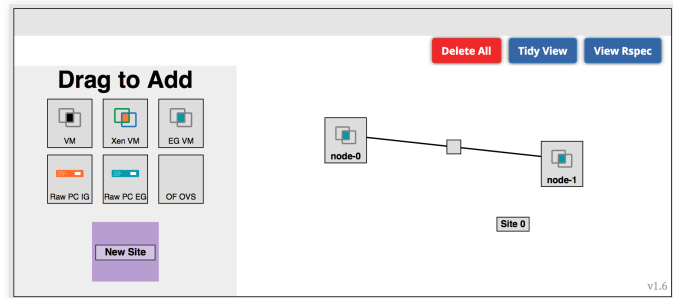 Delete All
Tidy View
View Rspec
Drag to Add
VM
Xen VM
EG VM
Raw PC IG
Raw PC EG
OF OVS
New Site
node-0
node-1
Site 0
v1.6